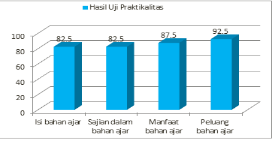 Hasil Uji Praktikalitas
100
80
60
40
20
0
82.5
82.5
87.5
92.5
Isi bahan ajar
Sajian dalam bahan ajar
Manfaat bahan ajar
Peluang bahan ajar